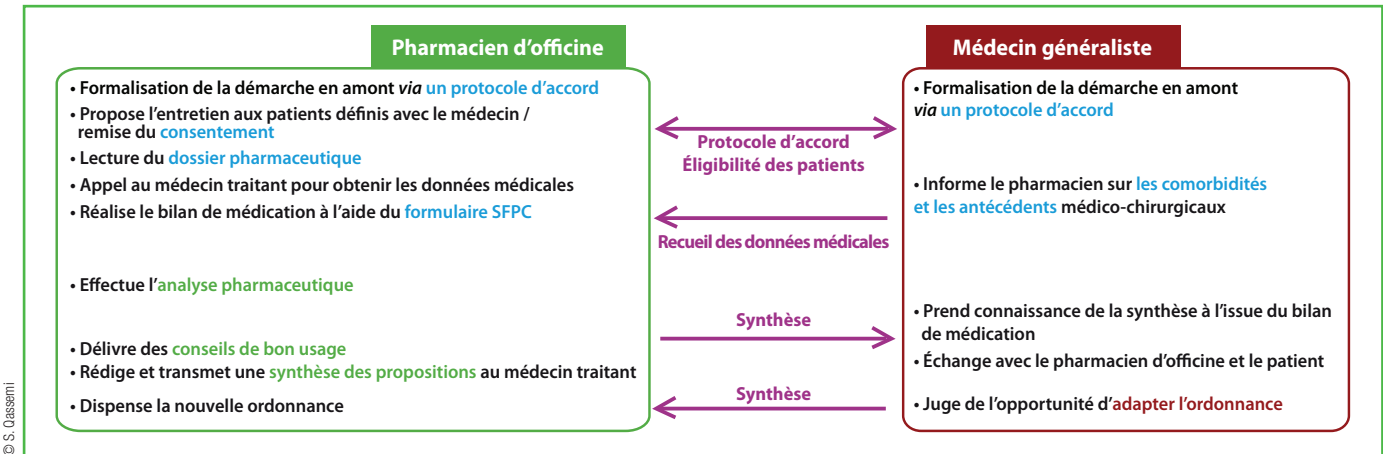 Pharmacien d’officine
• Formalisation de la démarche en amont via un protocole d’accord
• Propose l’entretien aux patients définis avec le médecin /
remise du consentement
• Lecture du dossier pharmaceutique
• Appel au médecin traitant pour obtenir les données médicales
• Réalise le bilan de médication à l’aide du formulaire SFPC
• Effectue l’analyse pharmaceutique
• Délivre des conseils de bon usage
• Rédige et transmet une synthèse des propositions au médecin traitant
• Dispense la nouvelle ordonnance
Protocole d’accord
Éligibilité des patients
Recueil des données médicales
Synthèse
Synthèse
Médecin généraliste
• Formalisation de la démarche en amont
via un protocole d’accord
• Informe le pharmacien sur les comorbidités
et les antécédents médico-chirurgicaux
• Prend connaissance de la synthèse à l’issue du bilan
de médication
• Échange avec le pharmacien d’officine et le patient
• Juge de l’opportunité d’adapter l’ordonnance
© S. Qassemi